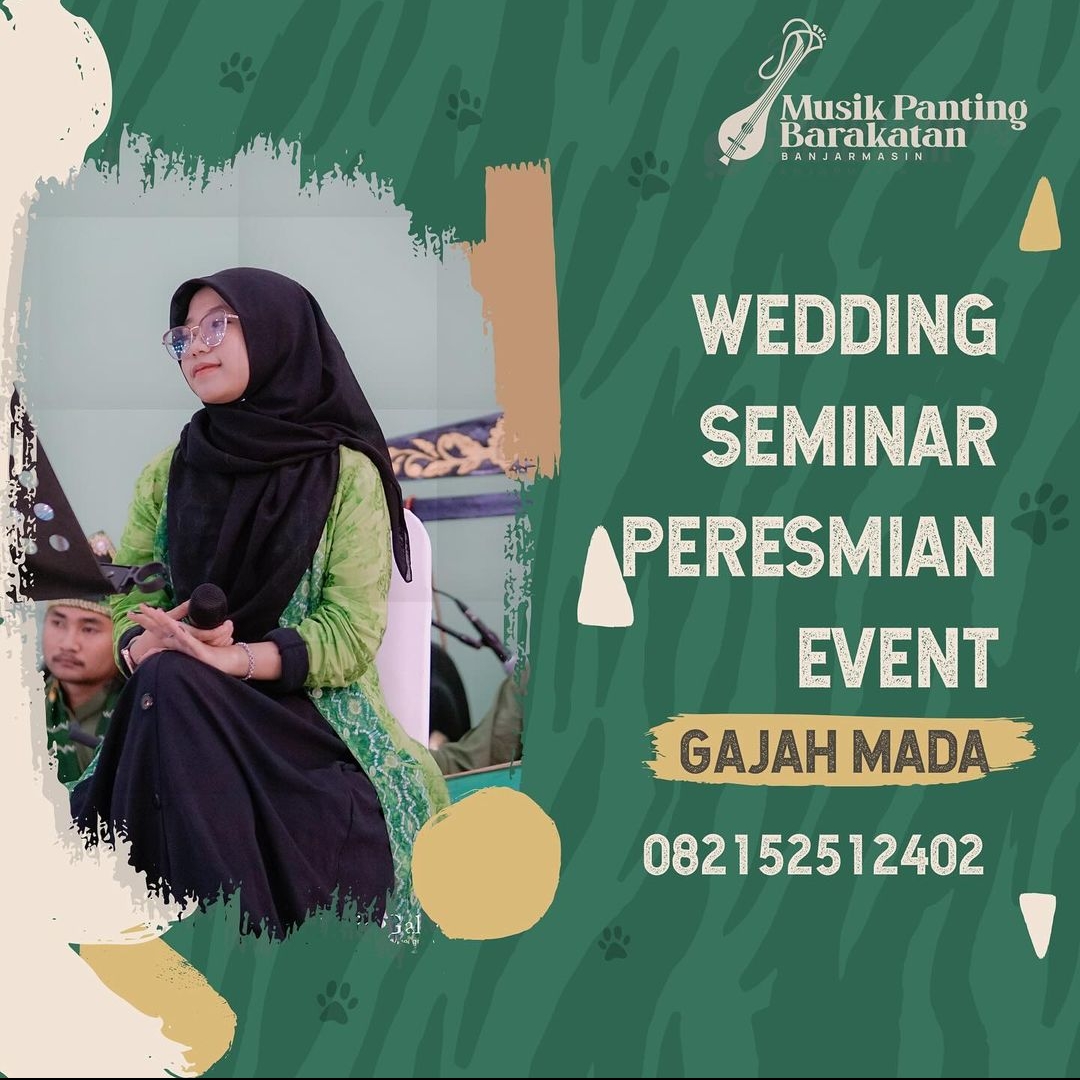 Musik Panting
Barakatan
BANJARMASIN
WEDDING
SEMINAR
PERESMIAN
EVENT
GAJAH MADA
082152512402